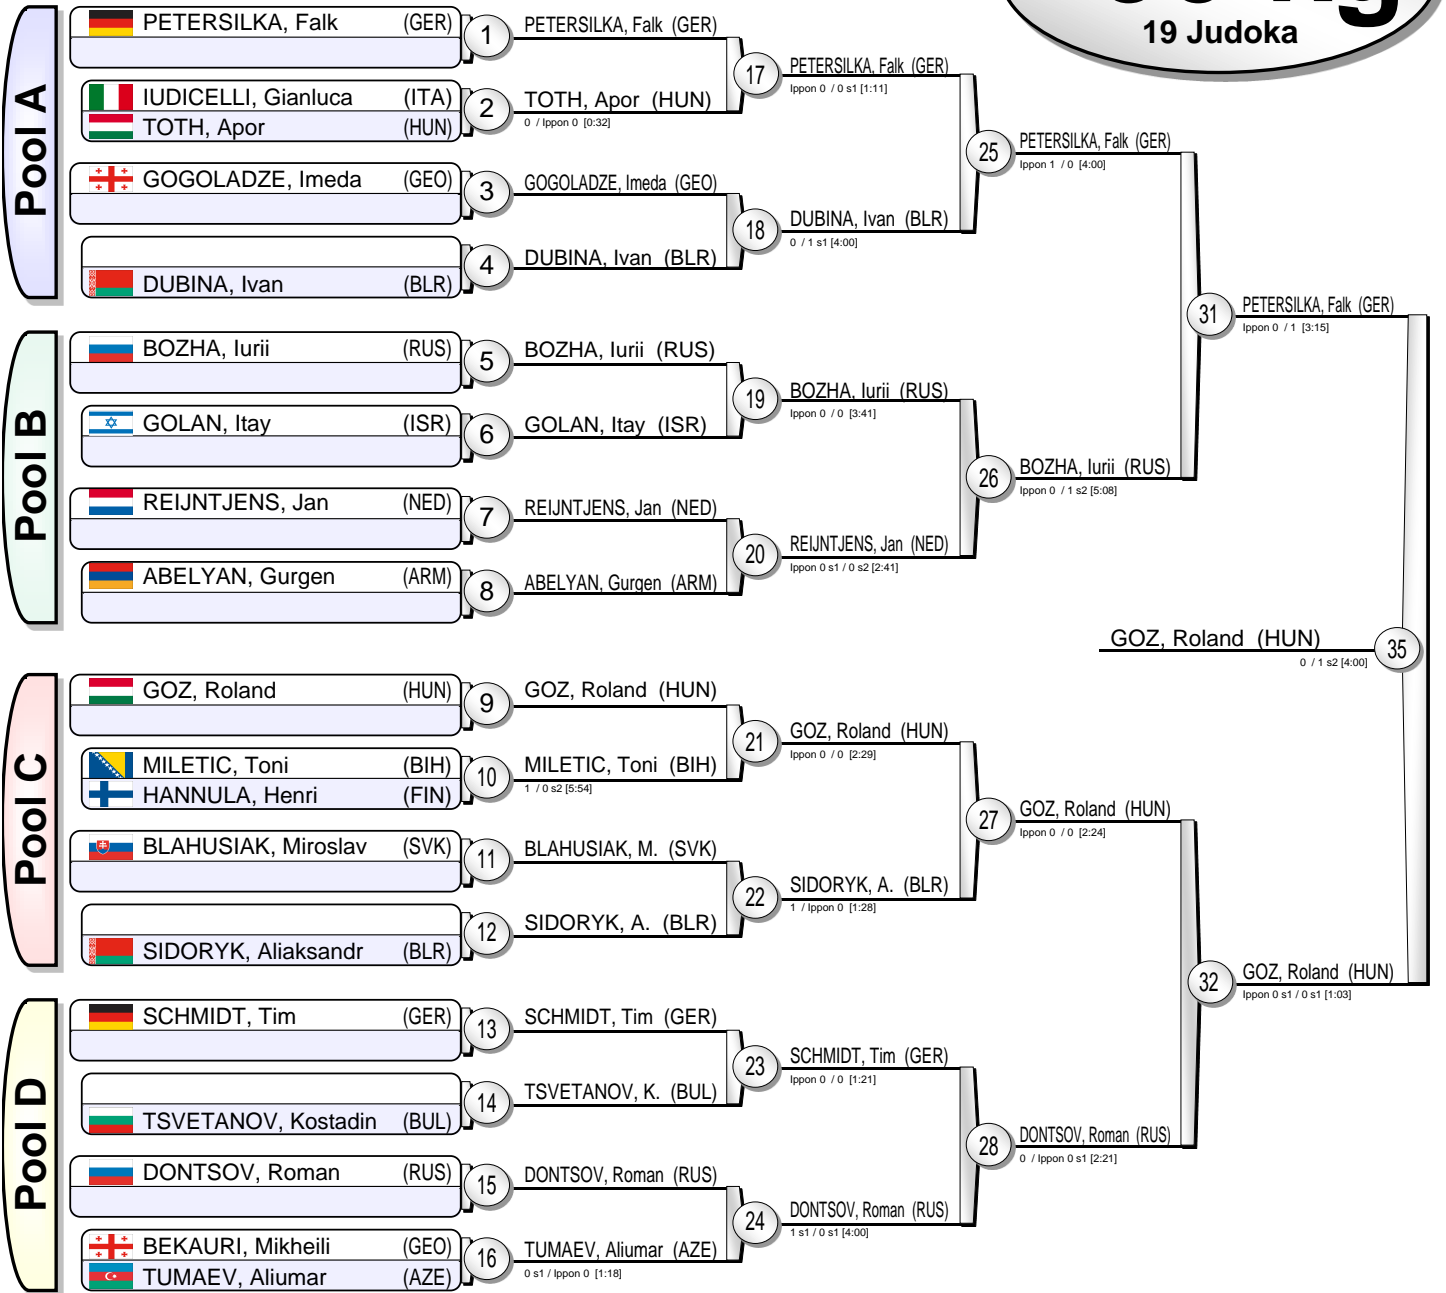 19 Judoka
Pool A
PETERSILKA, Falk (GER)
1
IUDICELLI, Gianluca (ITA)
TOTH, Apor (HUN)
2
GOGOLADZE, Imeda (GEO)
3
DUBINA, Ivan (BLR)
4
Pool B
BOZHA, Iurii (RUS)
5
GOLAN, Itay (ISR)
6
REIJNTJENS, Jan (NED)
7
ABELYAN, Gurgen (ARM)
8
Pool C
GOZ, Roland (HUN)
9
MILETIC, Toni (BIH)
HANNULA, Henri (FIN)
10
BLAHUSIAK, Miroslav (SVK)
11
SIDORYK, Aliaksandr (BLR)
12
Pool D
SCHMIDT, Tim (GER)
13
TSVETANOV, Kostadin (BUL)
14
DONTSOV, Roman (RUS)
15
BEKAURI, Mikheili (GEO)
TUMAEV, Aliumar (AZE)
16
PETERSILKA, Falk (GER)
TOTH, Apor (HUN)
0 / Ippon 0 [0:32]
17
GOGOLADZE, Imeda (GEO)
DUBINA, Ivan (BLR)
18
BOZHA, Iurii (RUS)
GOLAN, Itay (ISR)
19
REIJNTJENS, Jan (NED)
ABELYAN, Gurgen (ARM)
20
GOZ, Roland (HUN)
MILETIC, Toni (BIH)
1 / 0 s2 [5:54]
21
BLAHUSIAK, M. (SVK)
SIDORYK, A. (BLR)
22
SCHMIDT, Tim (GER)
TSVETANOV, K. (BUL)
23
DONTSOV, Roman (RUS)
TUMAEV, Aliumar (AZE)
0 s1 / Ippon 0 [1:18]
24
PETERSILKA, Falk (GER)
Ippon 0 / 0 s1 [1:11]
DUBINA, Ivan (BLR)
0 / 1 s1 [4:00]
25
BOZHA, Iurii (RUS)
Ippon 0 / 0 [3:41]
REIJNTJENS, Jan (NED)
Ippon 0 s1 / 0 s2 [2:41]
26
GOZ, Roland (HUN)
Ippon 0 / 0 [2:29]
SIDORYK, A. (BLR)
1 / Ippon 0 [1:28]
27
SCHMIDT, Tim (GER)
Ippon 0 / 0 [1:21]
DONTSOV, Roman (RUS)
1 s1 / 0 s1 [4:00]
28
PETERSILKA, Falk (GER)
Ippon 1 / 0 [4:00]
BOZHA, Iurii (RUS)
Ippon 0 / 1 s2 [5:08]
31
GOZ, Roland (HUN)
Ippon 0 / 0 [2:24]
DONTSOV, Roman (RUS)
0 / Ippon 0 s1 [2:21]
32
PETERSILKA, Falk (GER)
Ippon 0 / 1 [3:15]
GOZ, Roland (HUN)
Ippon 0 s1 / 0 s1 [1:03]
GOZ, Roland (HUN)
0 / 1 s2 [4:00]
35